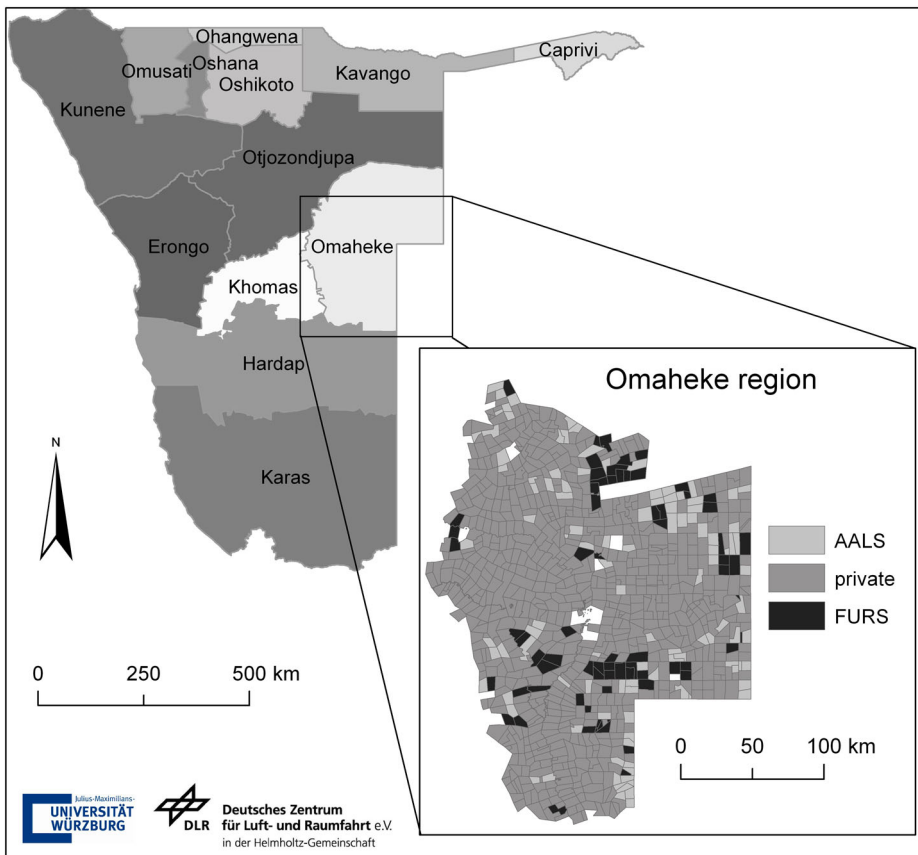 Ohangwena
Caprivi
Oshana
Omusati
Kavango
Oshikoto
Kunene
Otjozondjupa
Erongo
Omaheke
Khomas
Hardap
Karas
N
0 250 500 km
Omaheke region
AALS
private
FURS
0 50 100 km
Julius-Maximilians-
UNIVERSITÄT
WÜRZBURG
DLR
Deutsches Zentrum
für Luft- und Raumfahrt e.V.
in der Helmholtz-Gemeinschaft